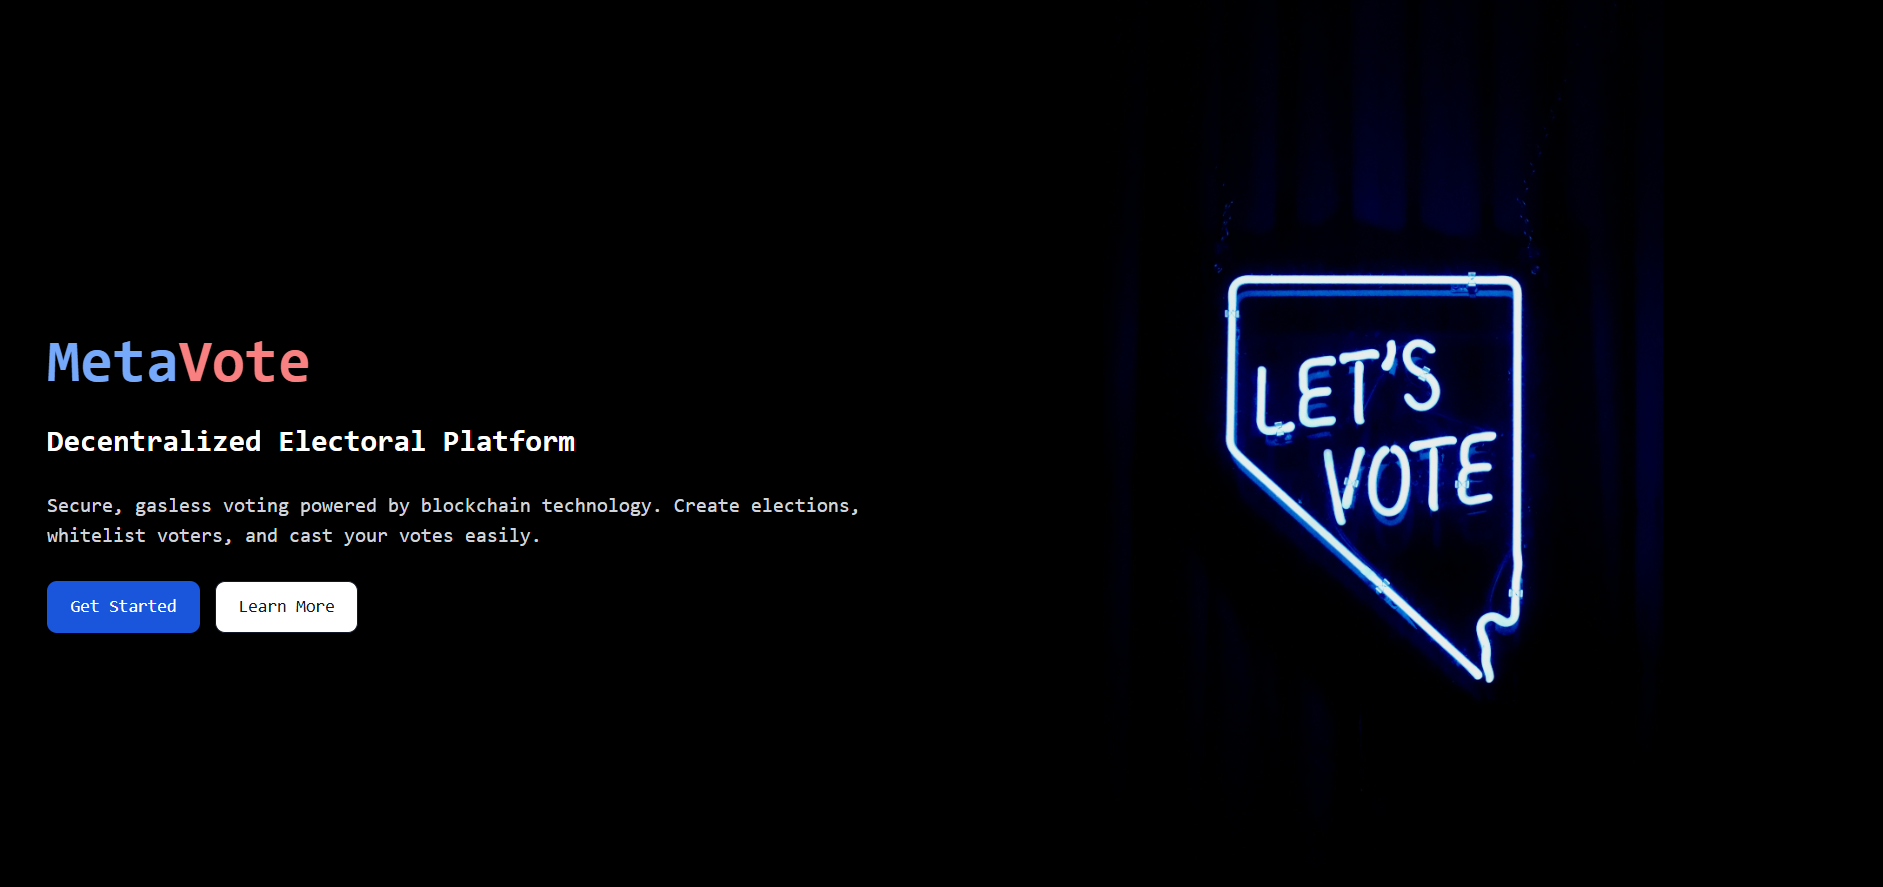 MetaVote
Decentralized Electoral Platform
Secure, gasless voting powered by blockchain technology. Create elections,
whitelist voters, and cast your votes easily.
Get Started
Learn More
LET'S
VOTE